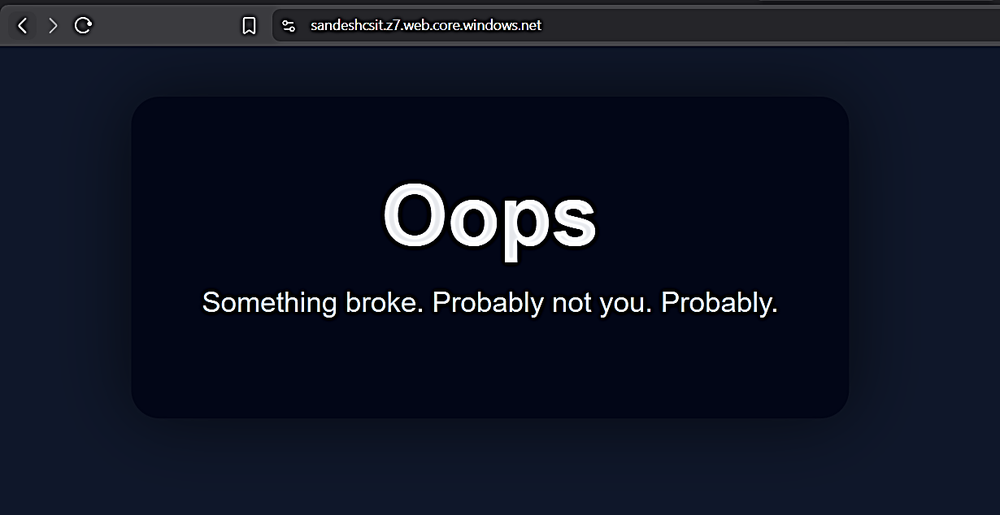 sandeshcsit.z7.web.core.windows.net
Oops
Something broke. Probably not you. Probably.